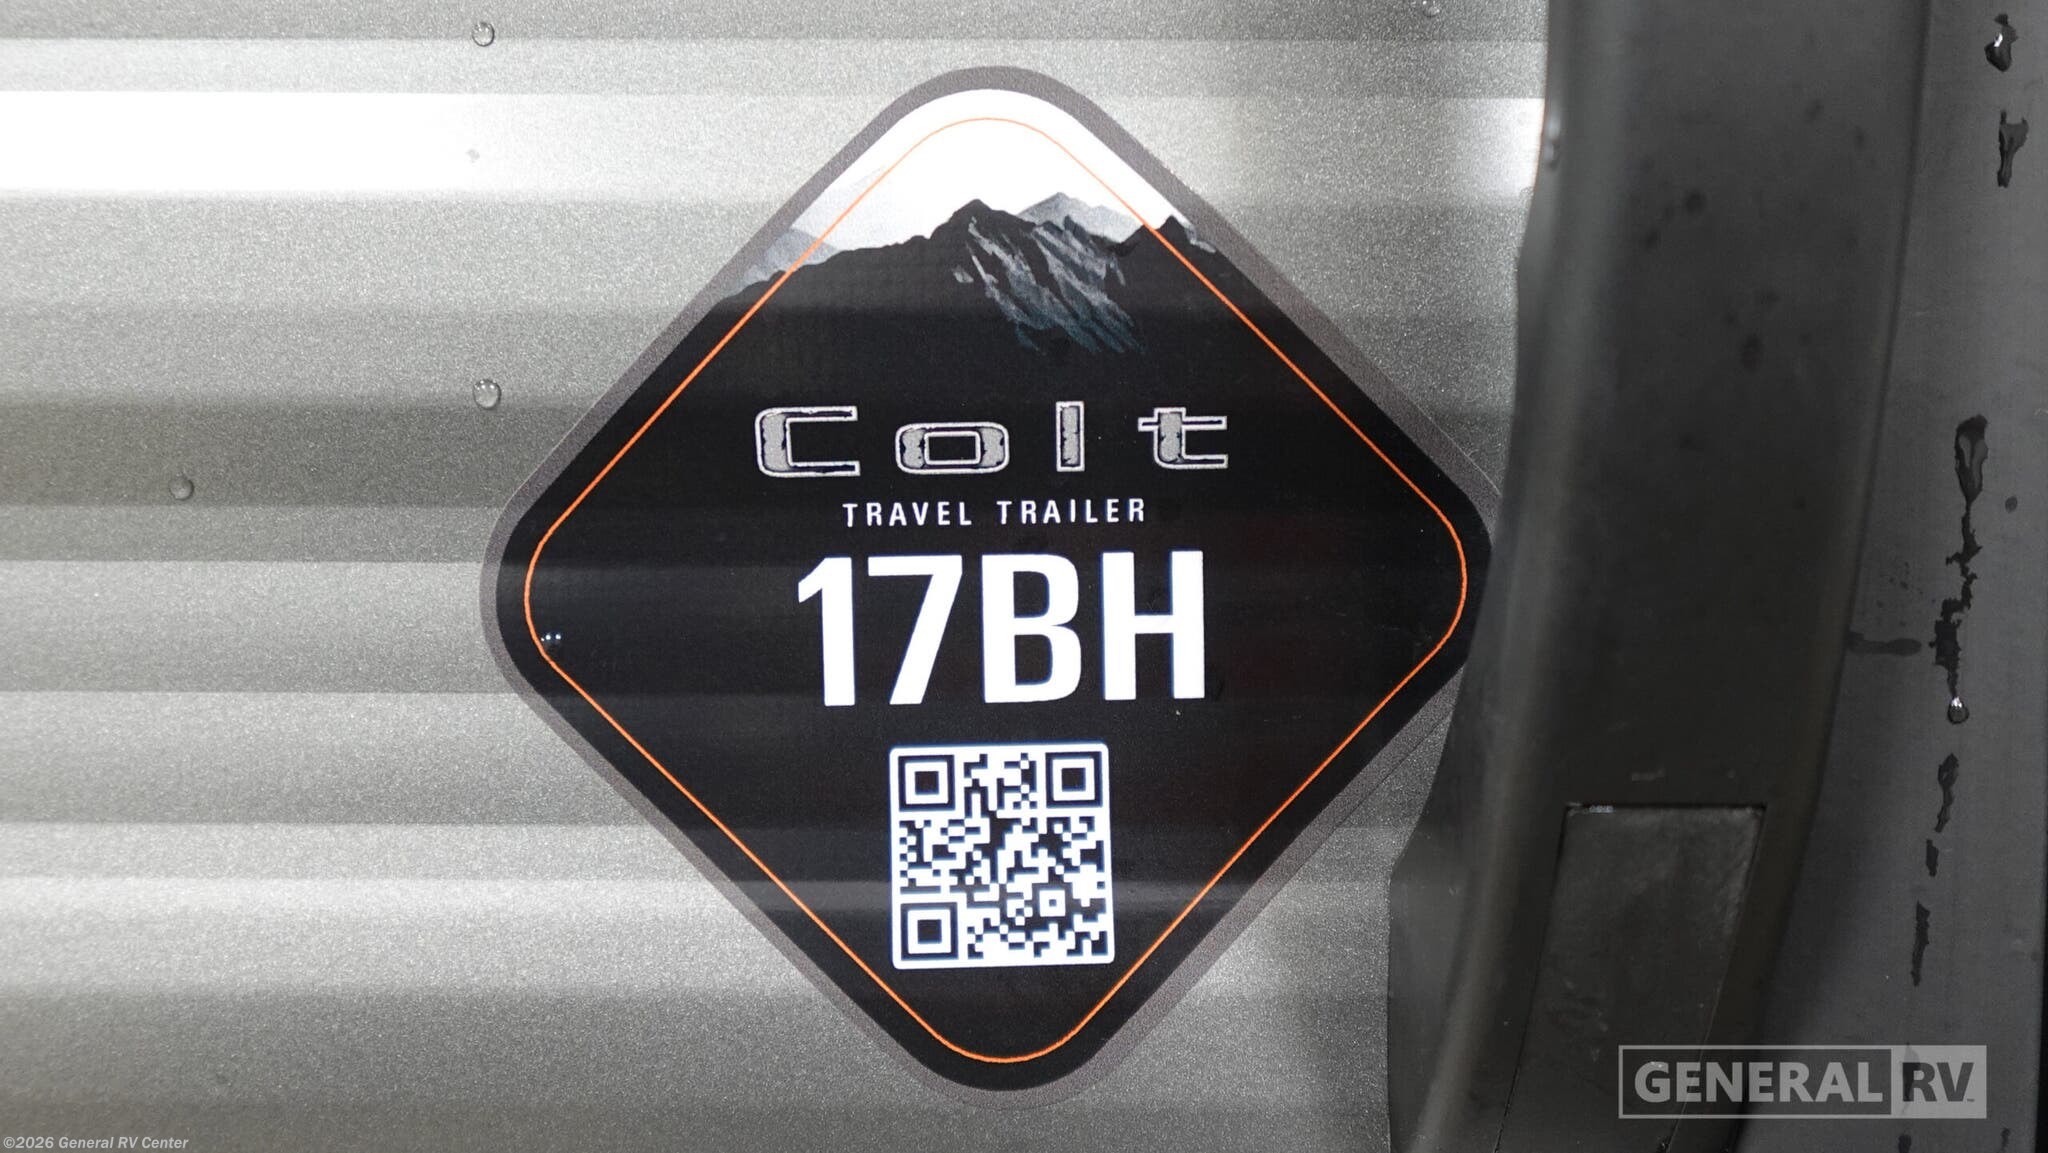 Colt
TRAVEL TRAILER
17BH
GENERAL RV
©2026 General RV Center